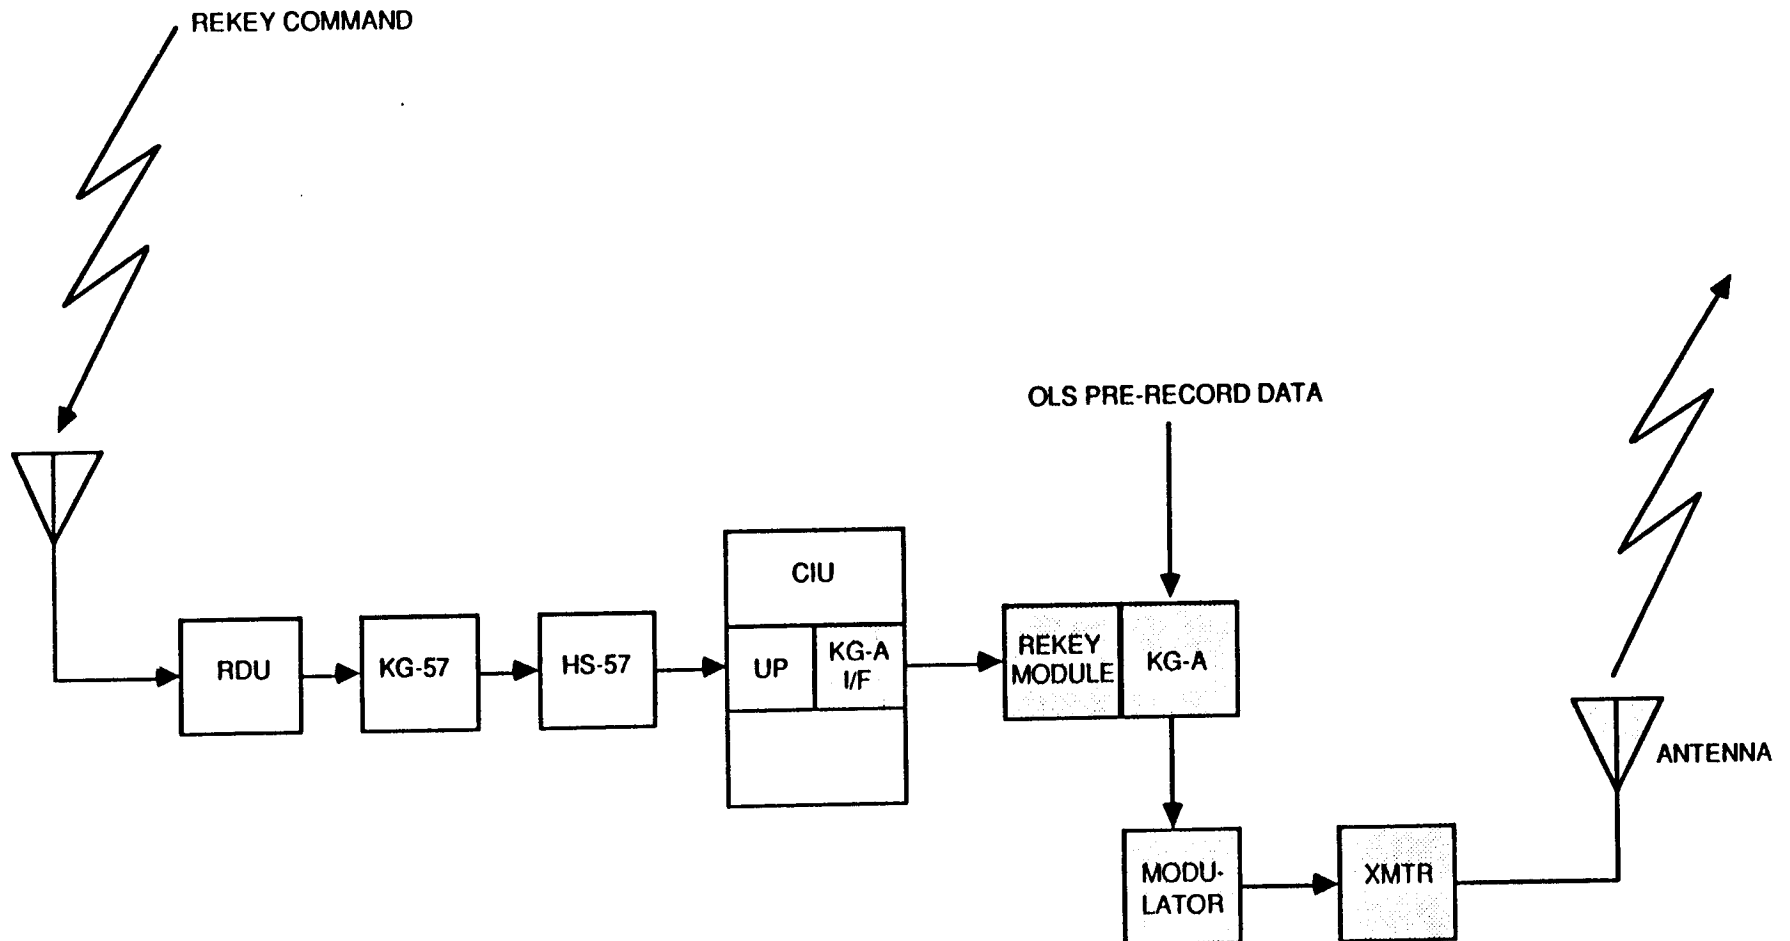 REKEY COMMAND
OLS PRE-RECORD DATA
CIU
RDU
KG-57
HS-57
UP
KG-A
I/F
REKEY
MODULE
KG-A
ANTENNA
MODU-
LATOR
XMTR